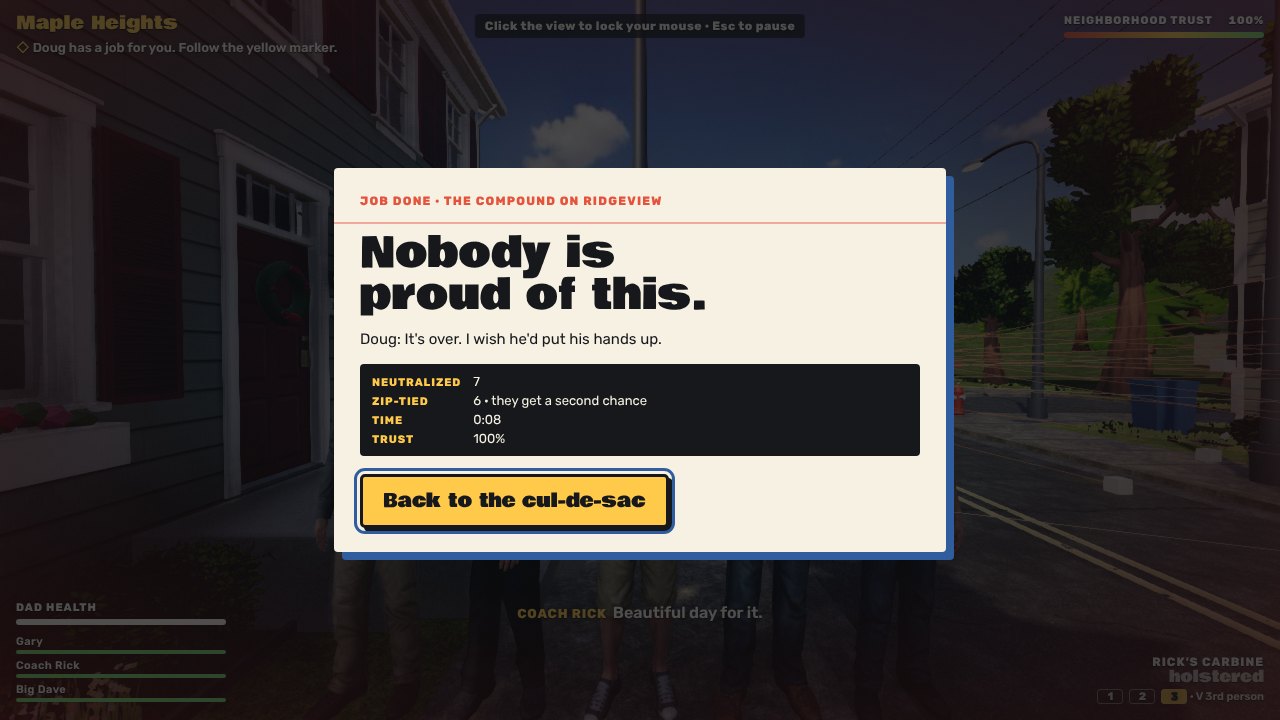 Maple Heights
Doug has a job for you. Follow the yellow marker.
Click the view to lock your mouse • Esc to pause
NEIGHBORHOOD TRUST 100%
JOB DONE • THE COMPOUND ON RIDGEVIEW
Nobody is
proud of this.
Doug: It's over. I wish he'd put his hands up.
NEUTRALIZED 7
ZIP-TIED 6 • they get a second chance
TIME 0:08
TRUST 100%
Back to the cul-de-sac
COACH RICK Beautiful day for it.
DAD HEALTH
Gary
Coach Rick
Big Dave
RICK'S CARBINE
holstered
1 2 3 • V 3rd person